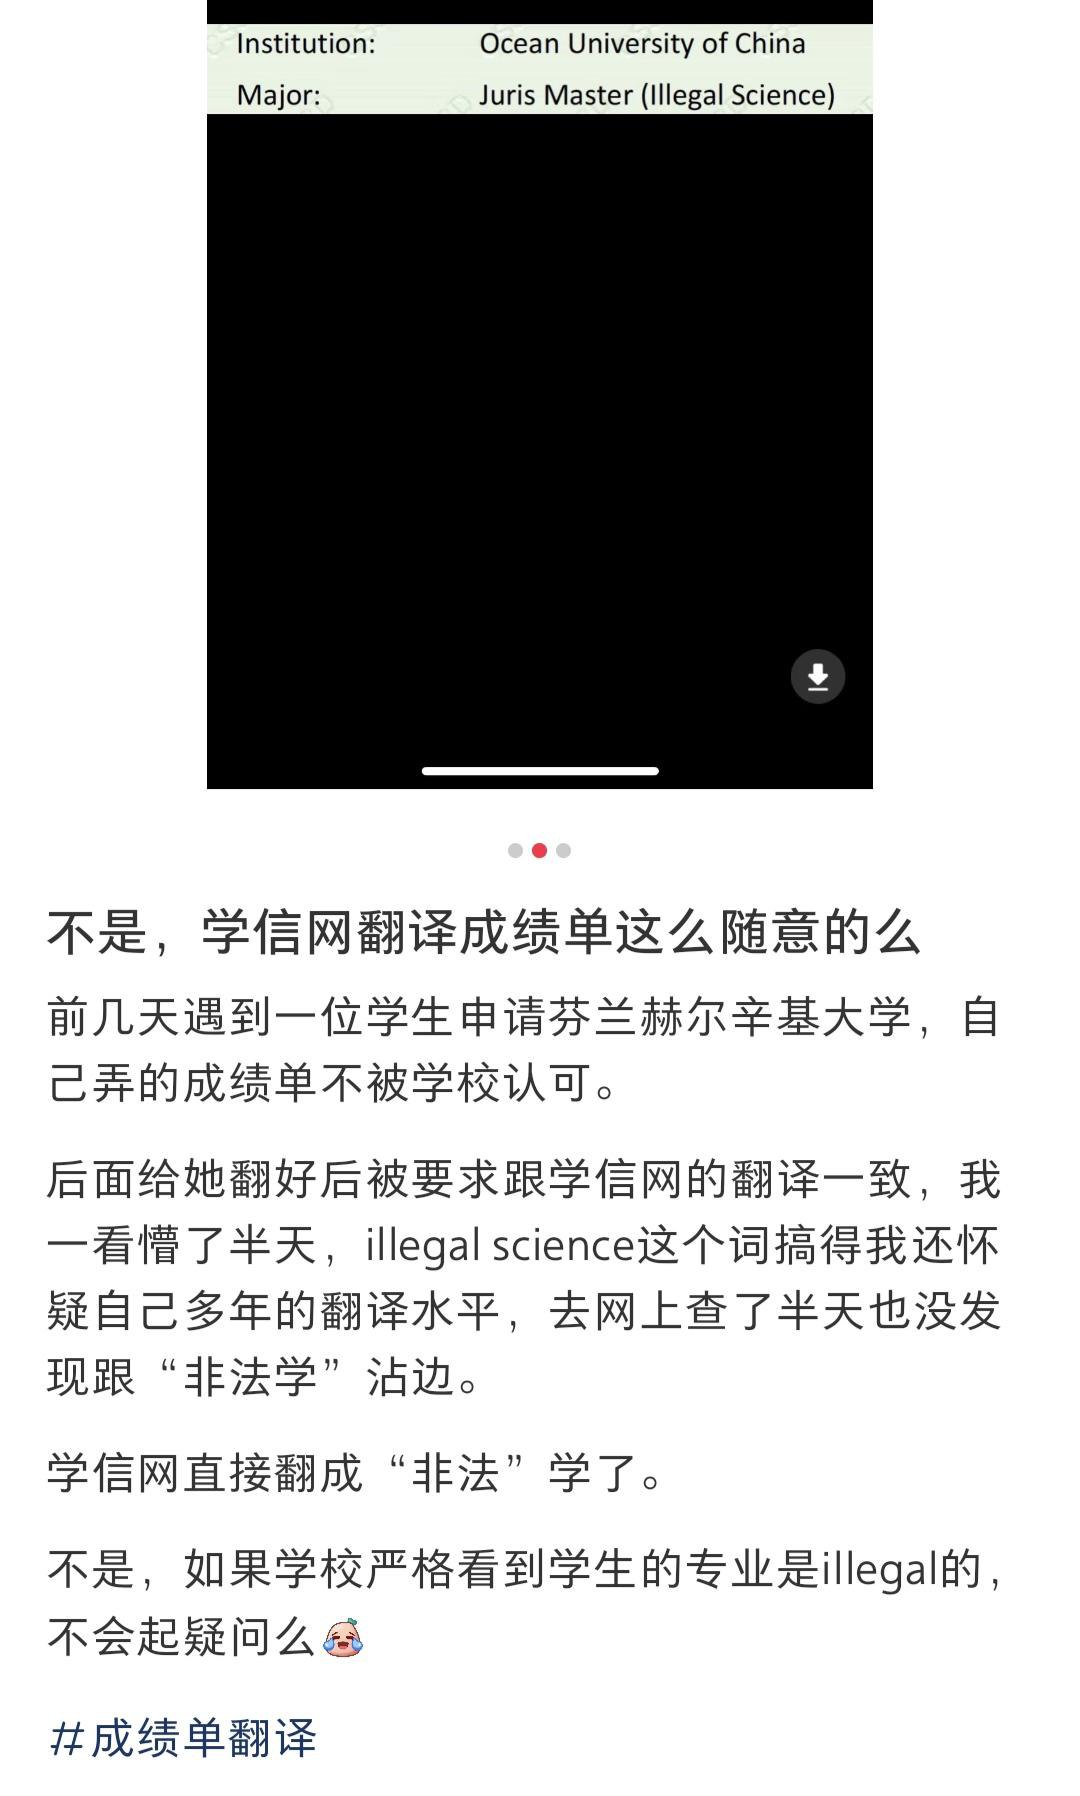 Institution: Ocean University of China
Major: Juris Master (Illegal Science)
不是，学信网翻译成绩单这么随意的么
前几天遇到一位学生申请芬兰赫尔辛基大学，自
己弄的成绩单不被学校认可。
后面给她翻好后被要求跟学信网的翻译一致，我
一看懵了半天，illegal science这个词搞得我还怀
疑自己多年的翻译水平，去网上查了半天也没发
现跟“非法学”沾边。
学信网直接翻成“非法”学了。
不是，如果学校严格看到学生的专业是illegal的，
不会起疑问么
#成绩单翻译